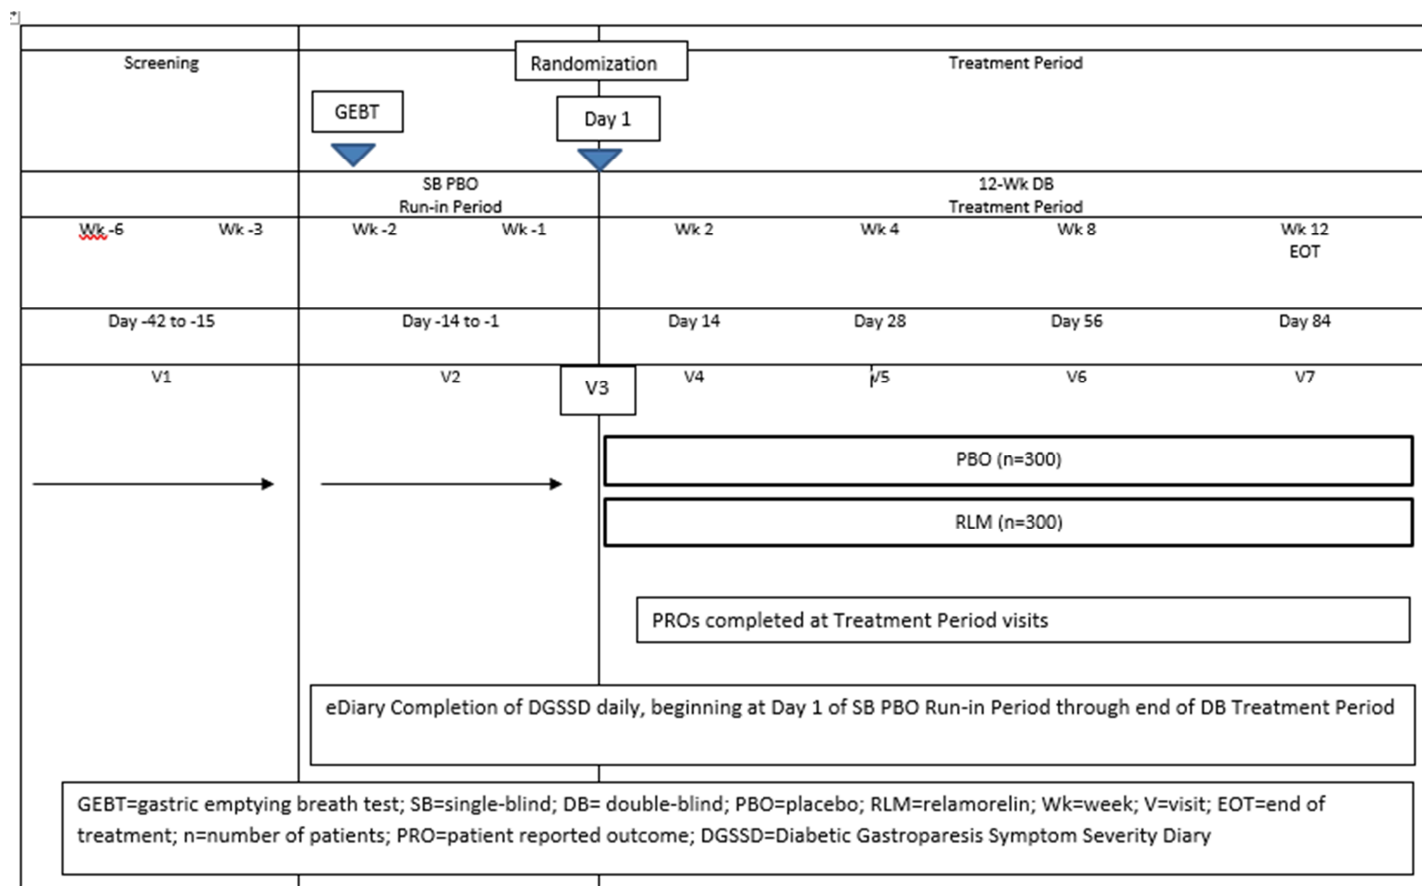 Screening
Randomization
Treatment Period
GEBT
Day 1
SB PBO
Run-in Period
12-Wk DB
Treatment Period
Wk -6
Wk -3
Wk -2
Wk -1
Wk 2
Wk 4
Wk 8
Wk 12
EOT
Day -42 to -15
Day -14 to -1
Day 14
Day 28
Day 56
Day 84
V1
V2
V3
V4
V5
V6
V7
PBO (n=300)
RLM (n=300)
PROs completed at Treatment Period visits
eDiary Completion of DGSSD daily, beginning at Day 1 of SB PBO Run-in Period through end of DB Treatment Period
GEBT=gastric emptying breath test; SB=single-blind; DB= double-blind; PBO=placebo; RLM=relamorelin; Wk=week; V=visit; EOT=end of
treatment; n=number of patients; PRO=patient reported outcome; DGSSD=Diabetic Gastroparesis Symptom Severity Diary